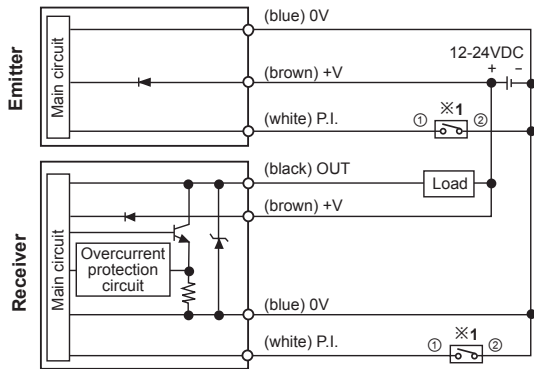 Emitter
Main circuit
(blue) 0V
12-24VDC
+ −
(brown) +V
※1
(white) P.I. ① ②
Receiver
Main circuit
(black) OUT
Load
(brown) +V
Overcurrent
protection
circuit
(blue) 0V
※1
(white) P.I. ① ②